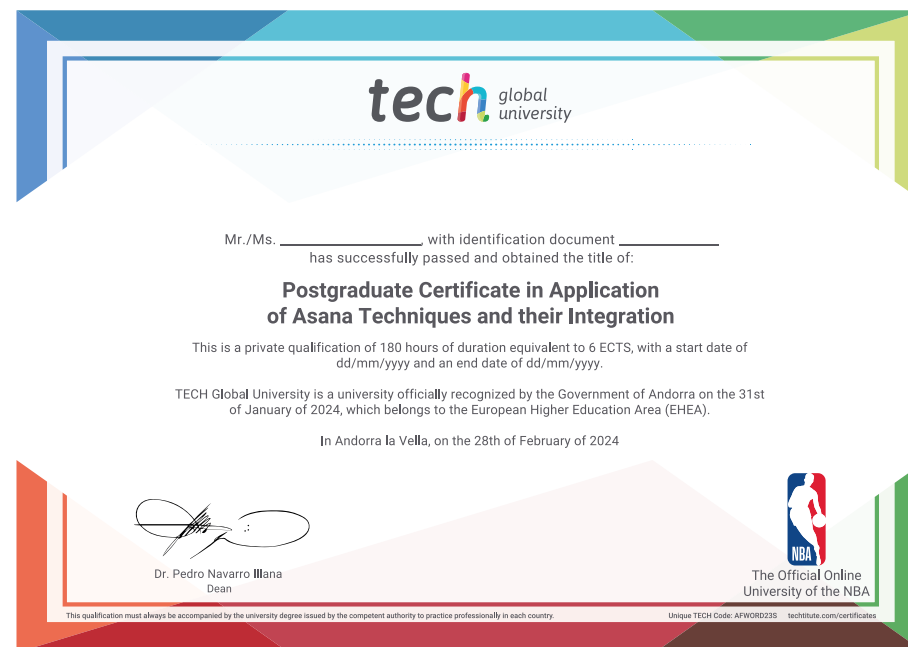 tech global
university
Mr./Ms. ____________________, with identification document ______________
has successfully passed and obtained the title of:
Postgraduate Certificate in Application
of Asana Techniques and their Integration
This is a private qualification of 180 hours of duration equivalent to 6 ECTS, with a start date of
dd/mm/yyyy and an end date of dd/mm/yyyy.
TECH Global University is a university officially recognized by the Government of Andorra on the 31st
of January of 2024, which belongs to the European Higher Education Area (EHEA).
In Andorra la Vella, on the 28th of February of 2024
Dr. Pedro Navarro Illana
Dean
NBA
The Official Online
University of the NBA
This qualification must always be accompanied by the university degree issued by the competent authority to practice professionally in each country.
Unique TECH Code: AFWORD23S techtitute.com/certificates